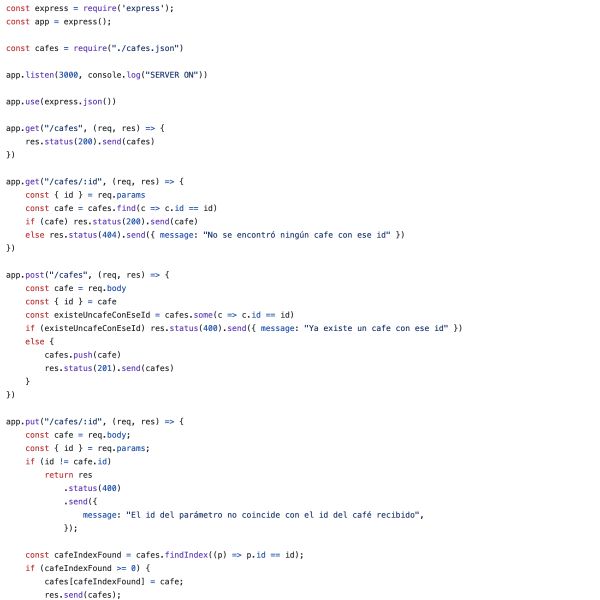 const express = require('express');
const app = express();
const cafes = require("./cafes.json")
app.listen(3000, console.log("SERVER ON"))
app.use(express.json())
app.get("/cafes", (req, res) => {
    res.status(200).send(cafes)
})
app.get("/cafes/:id", (req, res) => {
    const { id } = req.params
    const cafe = cafes.find(c => c.id == id)
    if (cafe) res.status(200).send(cafe)
    else res.status(404).send({ message: "No se encontró ningún cafe con ese id" })
})
app.post("/cafes", (req, res) => {
    const cafe = req.body
    const { id } = cafe
    const existeUncafeConEseId = cafes.some(c => c.id == id)
    if (existeUncafeConEseId) res.status(400).send({ message: "Ya existe un cafe con ese id" })
    else {
        cafes.push(cafe)
        res.status(201).send(cafes)
    }
})
app.put("/cafes/:id", (req, res) => {
    const cafe = req.body;
    const { id } = req.params;
    if (id != cafe.id)
        return res
            .status(400)
            .send({
                message: "El id del parámetro no coincide con el id del café recibido",
            });
    const cafeIndexFound = cafes.findIndex((p) => p.id == id);
    if (cafeIndexFound >= 0) {
        cafes[cafeIndexFound] = cafe;
        res.send(cafes);